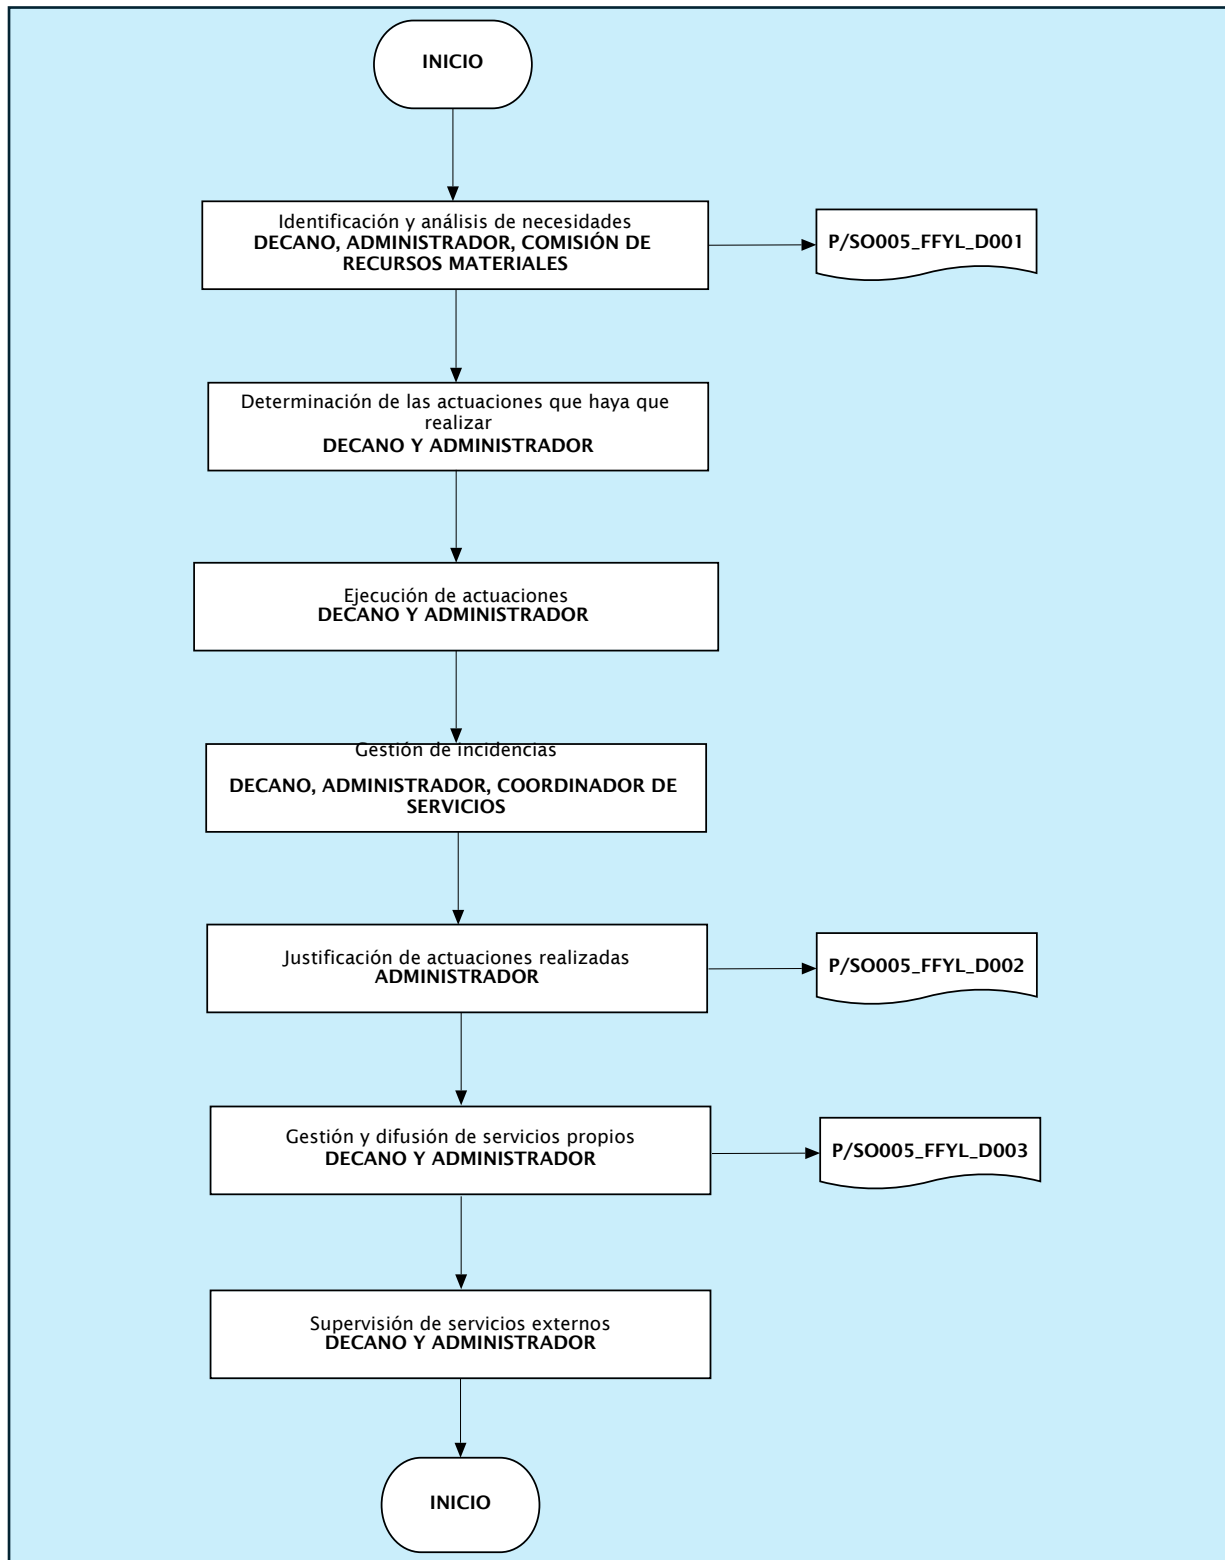 INICIO
Identificación y análisis de necesidades
DECANO, ADMINISTRADOR, COMISIÓN DE
RECURSOS MATERIALES
P/SO005_FFYL_D001
Determinación de las actuaciones que haya que
realizar
DECANO Y ADMINISTRADOR
Ejecución de actuaciones
DECANO Y ADMINISTRADOR
Gestión de incidencias
DECANO, ADMINISTRADOR, COORDINADOR DE
SERVICIOS
Justificación de actuaciones realizadas
ADMINISTRADOR
P/SO005_FFYL_D002
Gestión y difusión de servicios propios
DECANO Y ADMINISTRADOR
P/SO005_FFYL_D003
Supervisión de servicios externos
DECANO Y ADMINISTRADOR
INICIO